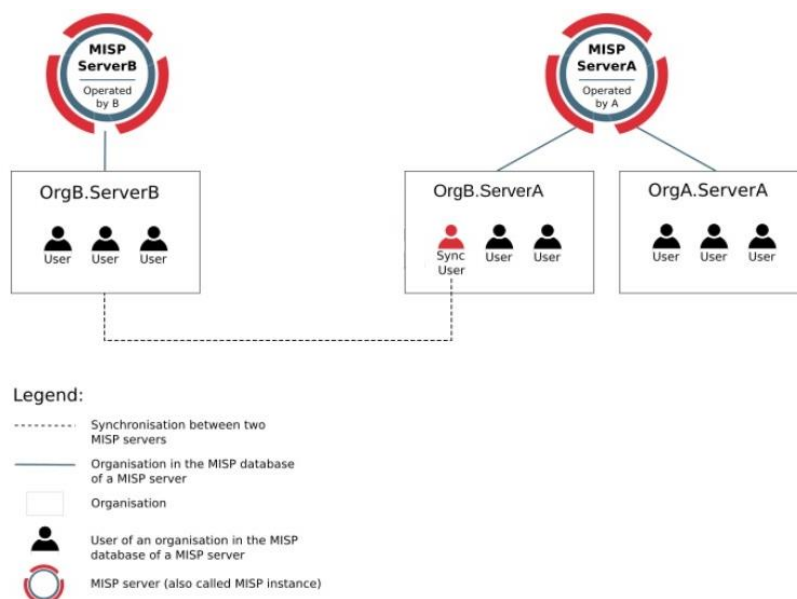 MISP
ServerB
Operated
by B
MISP
ServerA
Operated
by A
OrgB.ServerB
User
User
User
OrgB.ServerA
Sync
User
User
User
OrgA.ServerA
User
User
User
Legend:
Synchronisation between two
MISP servers
Organisation in the MISP database
of a MISP server
Organisation
User of an organisation in the MISP
database of a MISP server
MISP server (also called MISP instance)